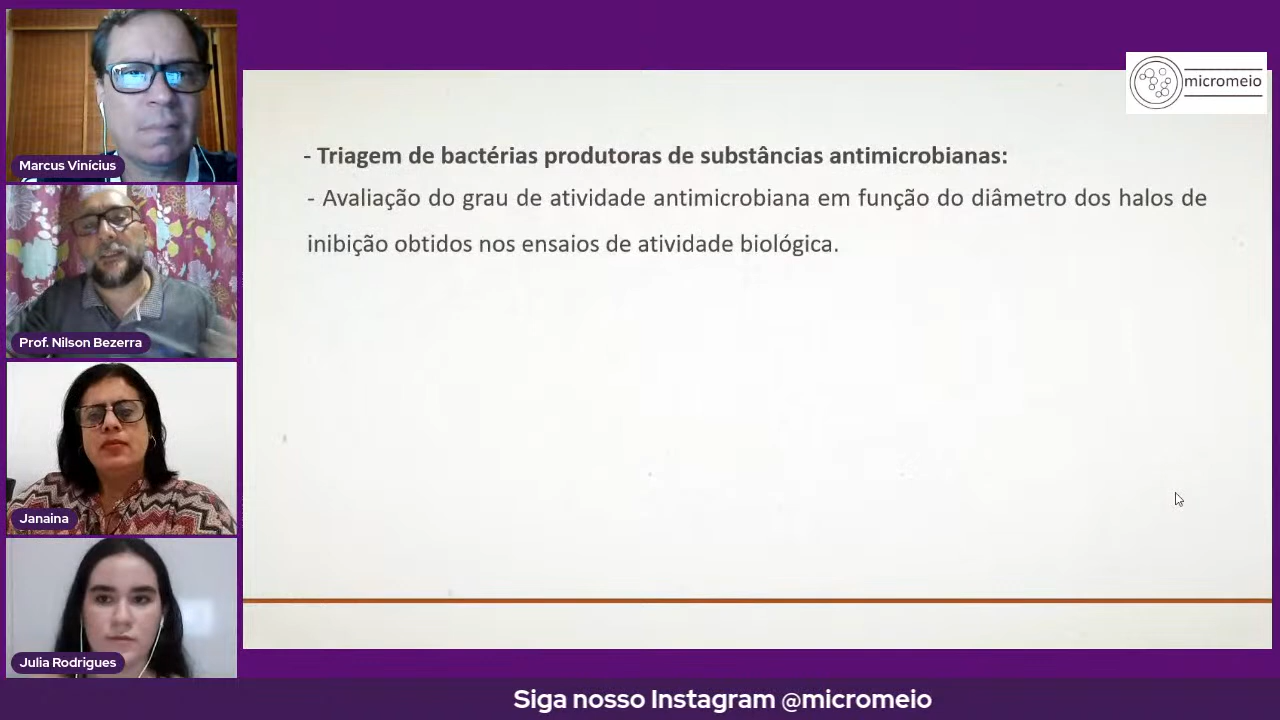 Marcus Vinícius
Prof. Nilson Bezerra
Janaina
Julia Rodrigues
micromeio
- Triagem de bactérias produtoras de substâncias antimicrobianas:
- Avaliação do grau de atividade antimicrobiana em função do diâmetro dos halos de
inibição obtidos nos ensaios de atividade biológica.
Siga nosso Instagram @micromeio